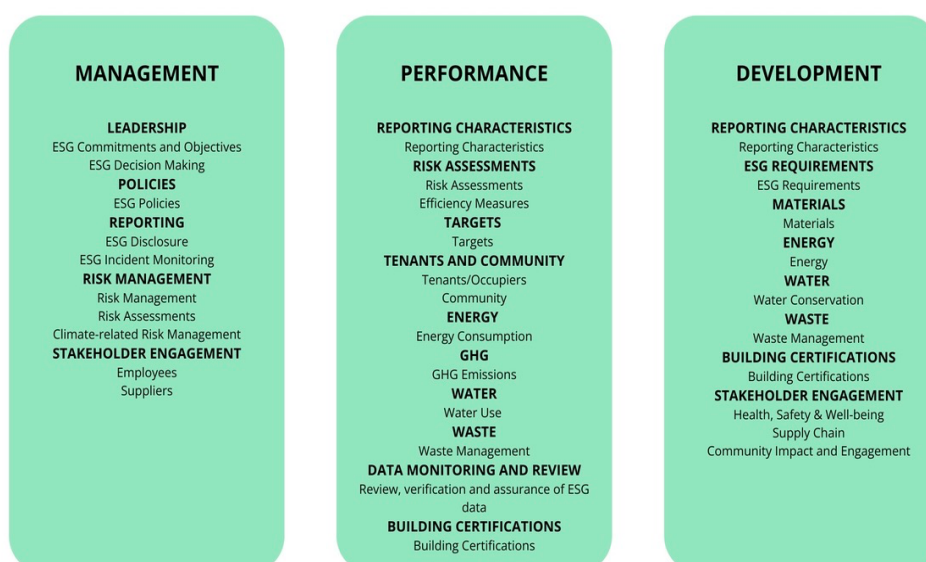 MANAGEMENT
LEADERSHIP
ESG Commitments and Objectives
ESG Decision Making
POLICIES
ESG Policies
REPORTING
ESG Disclosure
ESG Incident Monitoring
RISK MANAGEMENT
Risk Management
Risk Assessments
Climate-related Risk Management
STAKEHOLDER ENGAGEMENT
Employees
Suppliers
PERFORMANCE
REPORTING CHARACTERISTICS
Reporting Characteristics
RISK ASSESSMENTS
Risk Assessments
Efficiency Measures
TARGETS
Targets
TENANTS AND COMMUNITY
Tenants/Occupiers
Community
ENERGY
Energy Consumption
GHG
GHG Emissions
WATER
Water Use
WASTE
Waste Management
DATA MONITORING AND REVIEW
Review, verification and assurance of ESG
data
BUILDING CERTIFICATIONS
Building Certifications
DEVELOPMENT
REPORTING CHARACTERISTICS
Reporting Characteristics
ESG REQUIREMENTS
ESG Requirements
MATERIALS
Materials
ENERGY
Energy
WATER
Water Conservation
WASTE
Waste Management
BUILDING CERTIFICATIONS
Building Certifications
STAKEHOLDER ENGAGEMENT
Health, Safety & Well-being
Supply Chain
Community Impact and Engagement